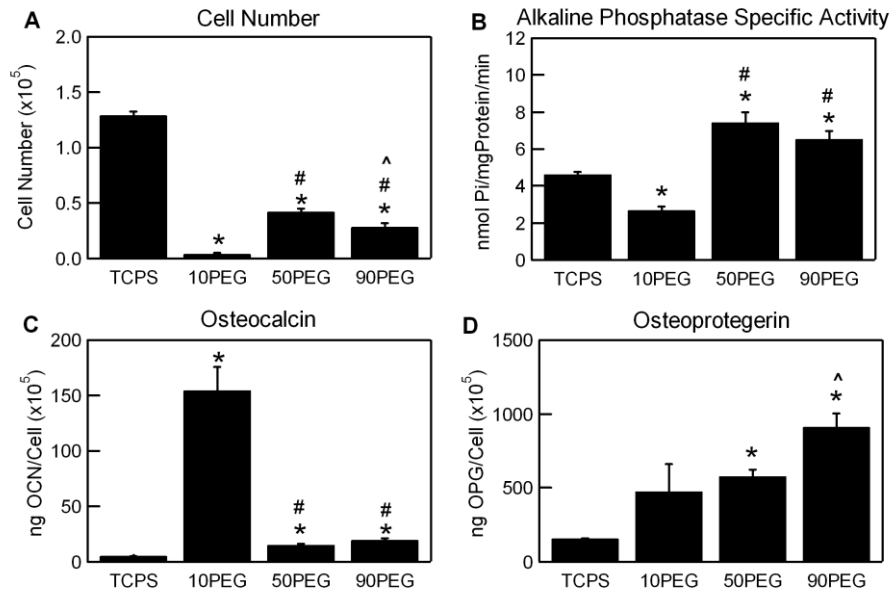 A
Cell Number
Cell Number (x10⁵)
2.0
1.5
1.0
0.5
0.0
*
#
*
^
#
*
TCPS 10PEG 50PEG 90PEG
B
Alkaline Phosphatase Specific Activity
nmol Pi/mgProtein/min
12
10
8
6
4
2
0
*
#
*
#
*
TCPS 10PEG 50PEG 90PEG
C
Osteocalcin
ng OCN/Cell (x10⁵)
200
150
100
50
0
*
#
*
#
*
TCPS 10PEG 50PEG 90PEG
D
Osteoprotegerin
ng OPG/Cell (x10⁵)
1500
1000
500
0
*
^
*
TCPS 10PEG 50PEG 90PEG